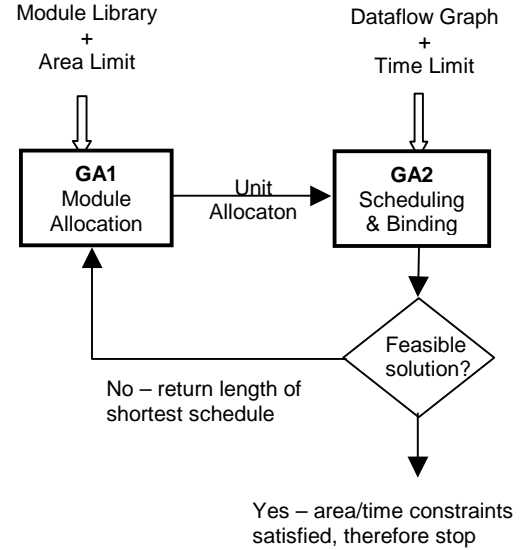 Module Library
+
Area Limit
Dataflow Graph
+
Time Limit
GA1
Module
Allocation
Unit
Allocaton
GA2
Scheduling
& Binding
Feasible
solution?
No – return length of
shortest schedule
Yes – area/time constraints
satisfied, therefore stop